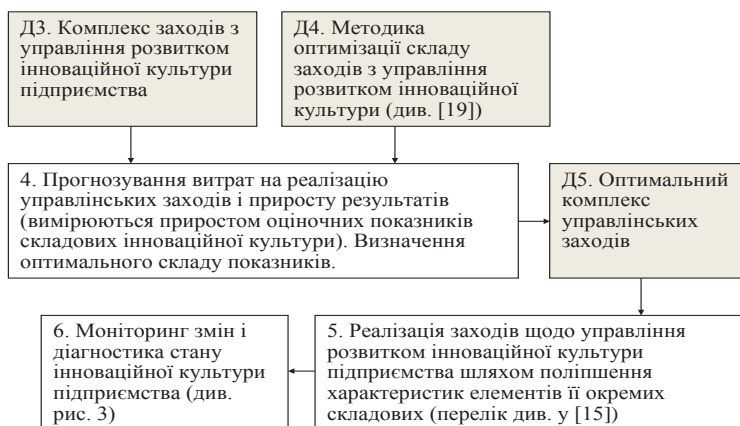 Д3. Комплекс заходів з
управління розвитком
інноваційної культури
підприємства
Д4. Методика
оптимізації складу
заходів з управління
розвитком інноваційної
культури (див. [19])
4. Прогнозування витрат на реалізацію
управлінських заходів і приросту результатів
(вимірюються приростом оціночних показників
складових інноваційної культури). Визначення
оптимального складу показників.
Д5. Оптимальний
комплекс
управлінських
заходів
5. Реалізація заходів щодо управління
розвитком інноваційної культури
підприємства шляхом поліпшення
характеристик елементів її окремих
складових (перелік див. у [15])
6. Моніторинг змін і
діагностика стану
інноваційної культури
підприємства (див.
рис. 3)